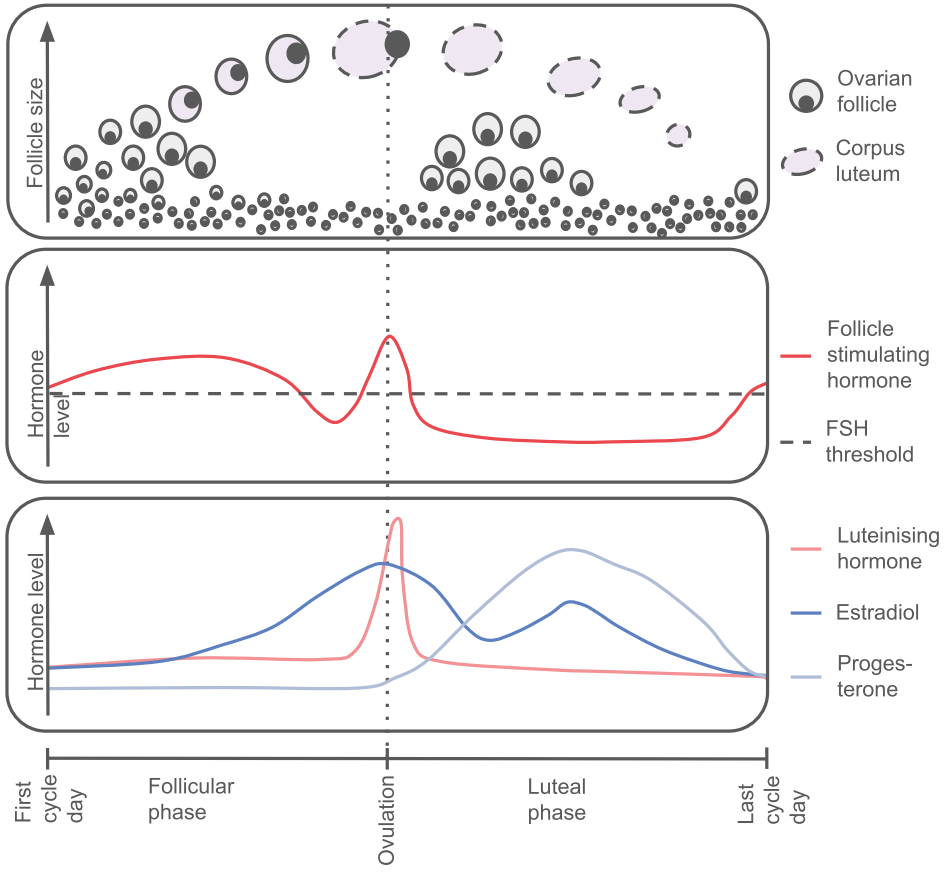 Follicle size
Ovarian
follicle
Corpus
luteum
Hormone
level
Follicle
stimulating
hormone
FSH
threshold
Hormone level
Luteinising
hormone
Estradiol
Proges-
terone
First
cycle
day
Follicular
phase
Ovulation
Luteal
phase
Last
cycle
day